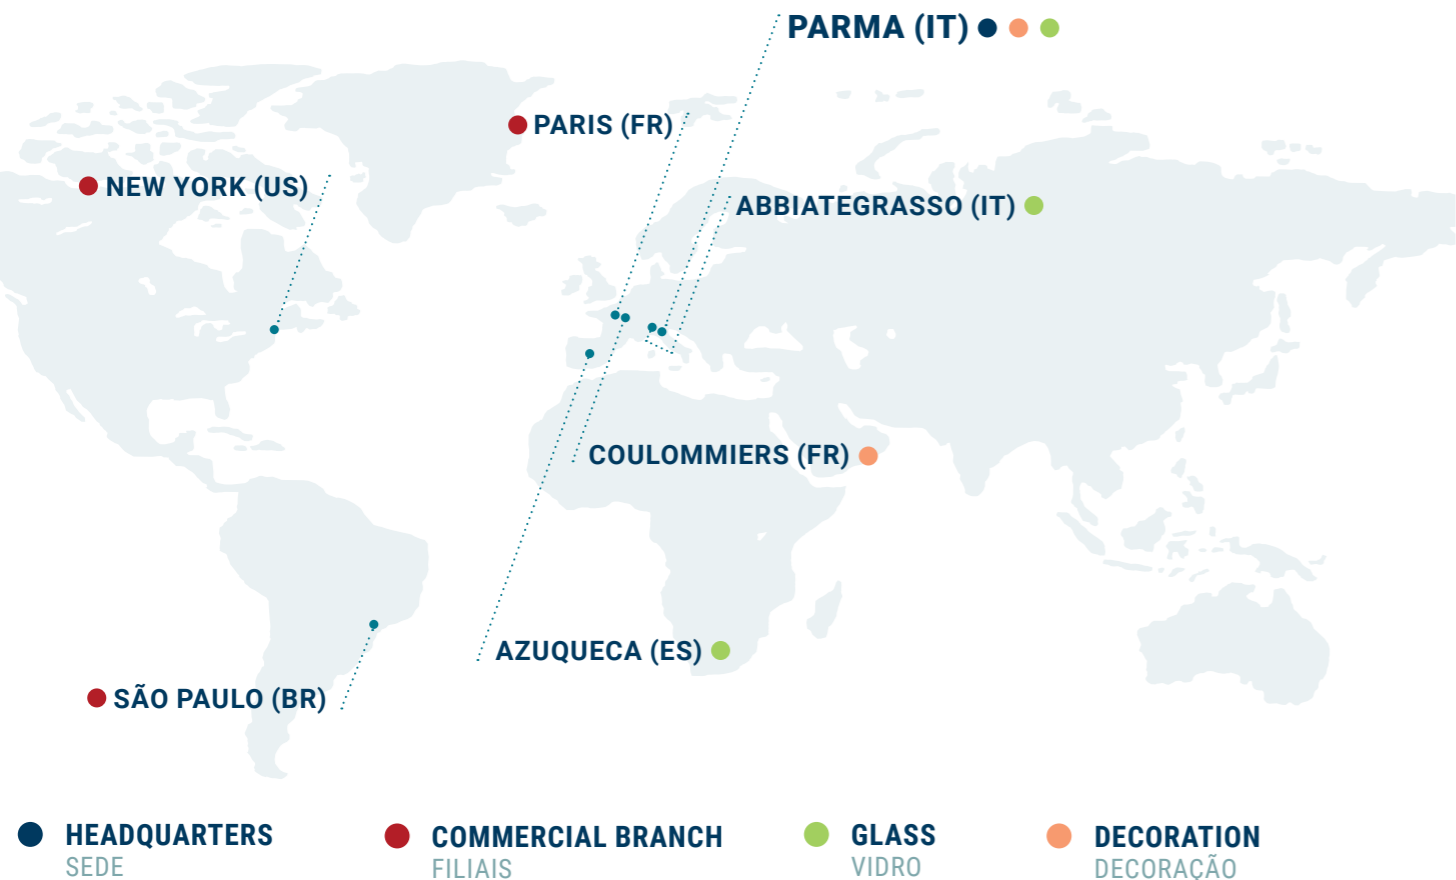 PARMA (IT)
PARIS (FR)
NEW YORK (US)
ABBIATEGRASSO (IT)
COULOMMIERS (FR)
AZUQUECA (ES)
SÃO PAULO (BR)
HEADQUARTERS
SEDE
COMMERCIAL BRANCH
FILIAIS
GLASS
VIDRO
DECORATION
DECORAÇÃO